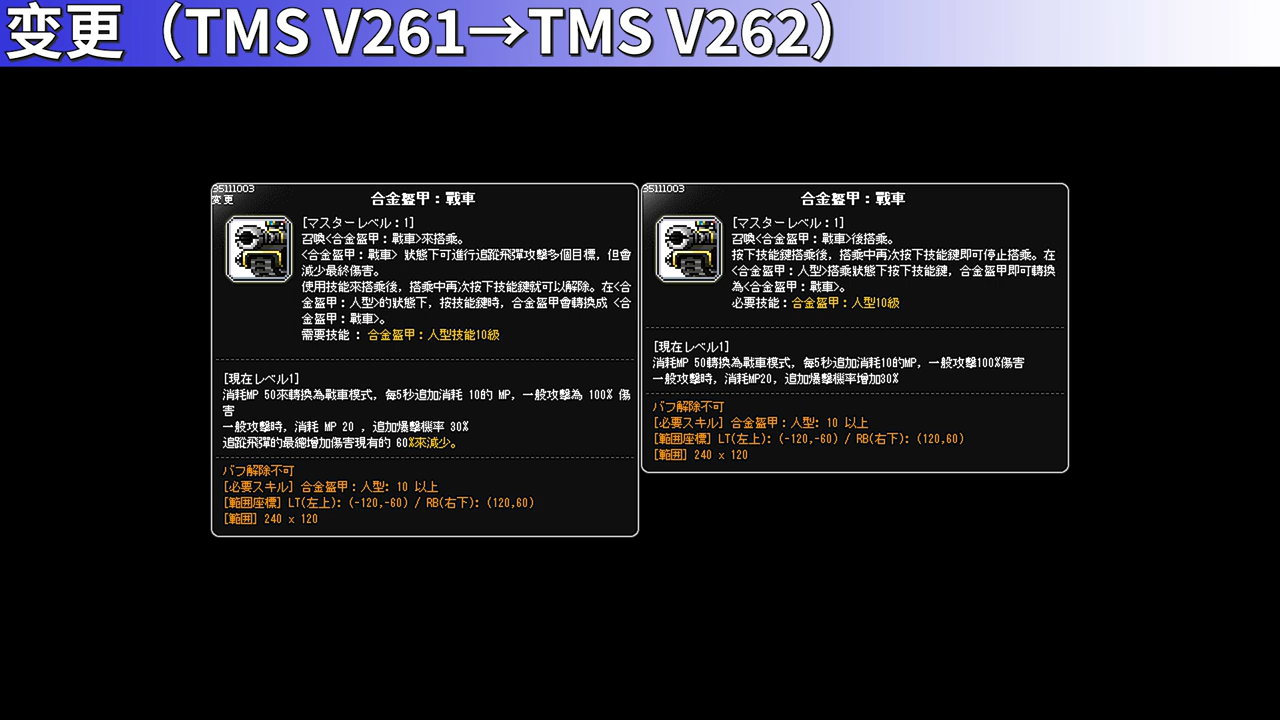 变更（TMS V261→TMS V262）
35111003
変更
合金盔甲：戰車
[マスターレベル：1]
召喚<合金盔甲：戰車>來搭乘。
<合金盔甲：戰車> 狀態下可進行追蹤飛彈攻擊多個目標，但會
減少最終傷害。
使用技能來搭乘後，搭乘中再次按下技能鍵就可以解除。在<合
金盔甲：人型>的狀態下，按技能鍵時，合金盔甲會轉換成 <合
金盔甲：戰車>。
需要技能 ： 合金盔甲：人型技能10級
[現在レベル1]
消耗MP 50來轉換為戰車模式，每5秒追加消耗 10的 MP，一般攻擊為 100% 傷
害
一般攻擊時，消耗 MP 20 ，追加爆擊機率 30%
追蹤飛彈的最總增加傷害現有的 60%來減少。
バフ解除不可
[必要スキル] 合金盔甲：人型: 10 以上
[範囲座標] LT(左上): (-120,-60) / RB(右下): (120,60)
[範囲] 240 x 120
35111003
合金盔甲：戰車
[マスターレベル：1]
召喚<合金盔甲：戰車>後搭乘。
按下技能鍵搭乘後，搭乘中再次按下技能鍵即可停止搭乘。在
<合金盔甲：人型>搭乘狀態下按下技能鍵，合金盔甲即可轉換
為<合金盔甲：戰車>。
必要技能：合金盔甲：人型10級
[現在レベル1]
消耗MP 50轉換為戰車模式，每5秒追加消耗10的MP，一般攻擊100%傷害
一般攻擊時，消耗MP20，追加爆擊機率增加30%
バフ解除不可
[必要スキル] 合金盔甲：人型: 10 以上
[範囲座標] LT(左上): (-120,-60) / RB(右下): (120,60)
[範囲] 240 x 120